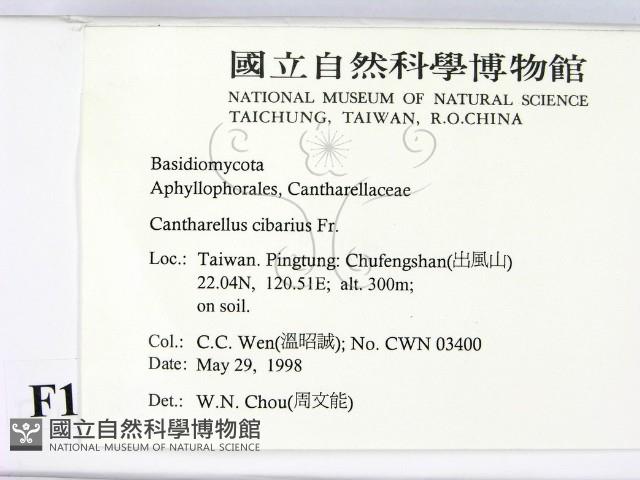 國立自然科學博物館
NATIONAL MUSEUM OF NATURAL SCIENCE
TAICHUNG, TAIWAN, R.O.CHINA
Basidiomycota
Aphyllophorales, Cantharellaceae
Cantharellus cibarius Fr.
Loc.: Taiwan. Pingtung: Chufengshan(出風山)
22.04N, 120.51E; alt. 300m;
on soil.
Col.: C.C. Wen(溫昭誠); No. CWN 03400
Date: May 29, 1998
Det.: W.N. Chou(周文能)
F1
國立自然科學博物館
NATIONAL MUSEUM OF NATURAL SCIENCE